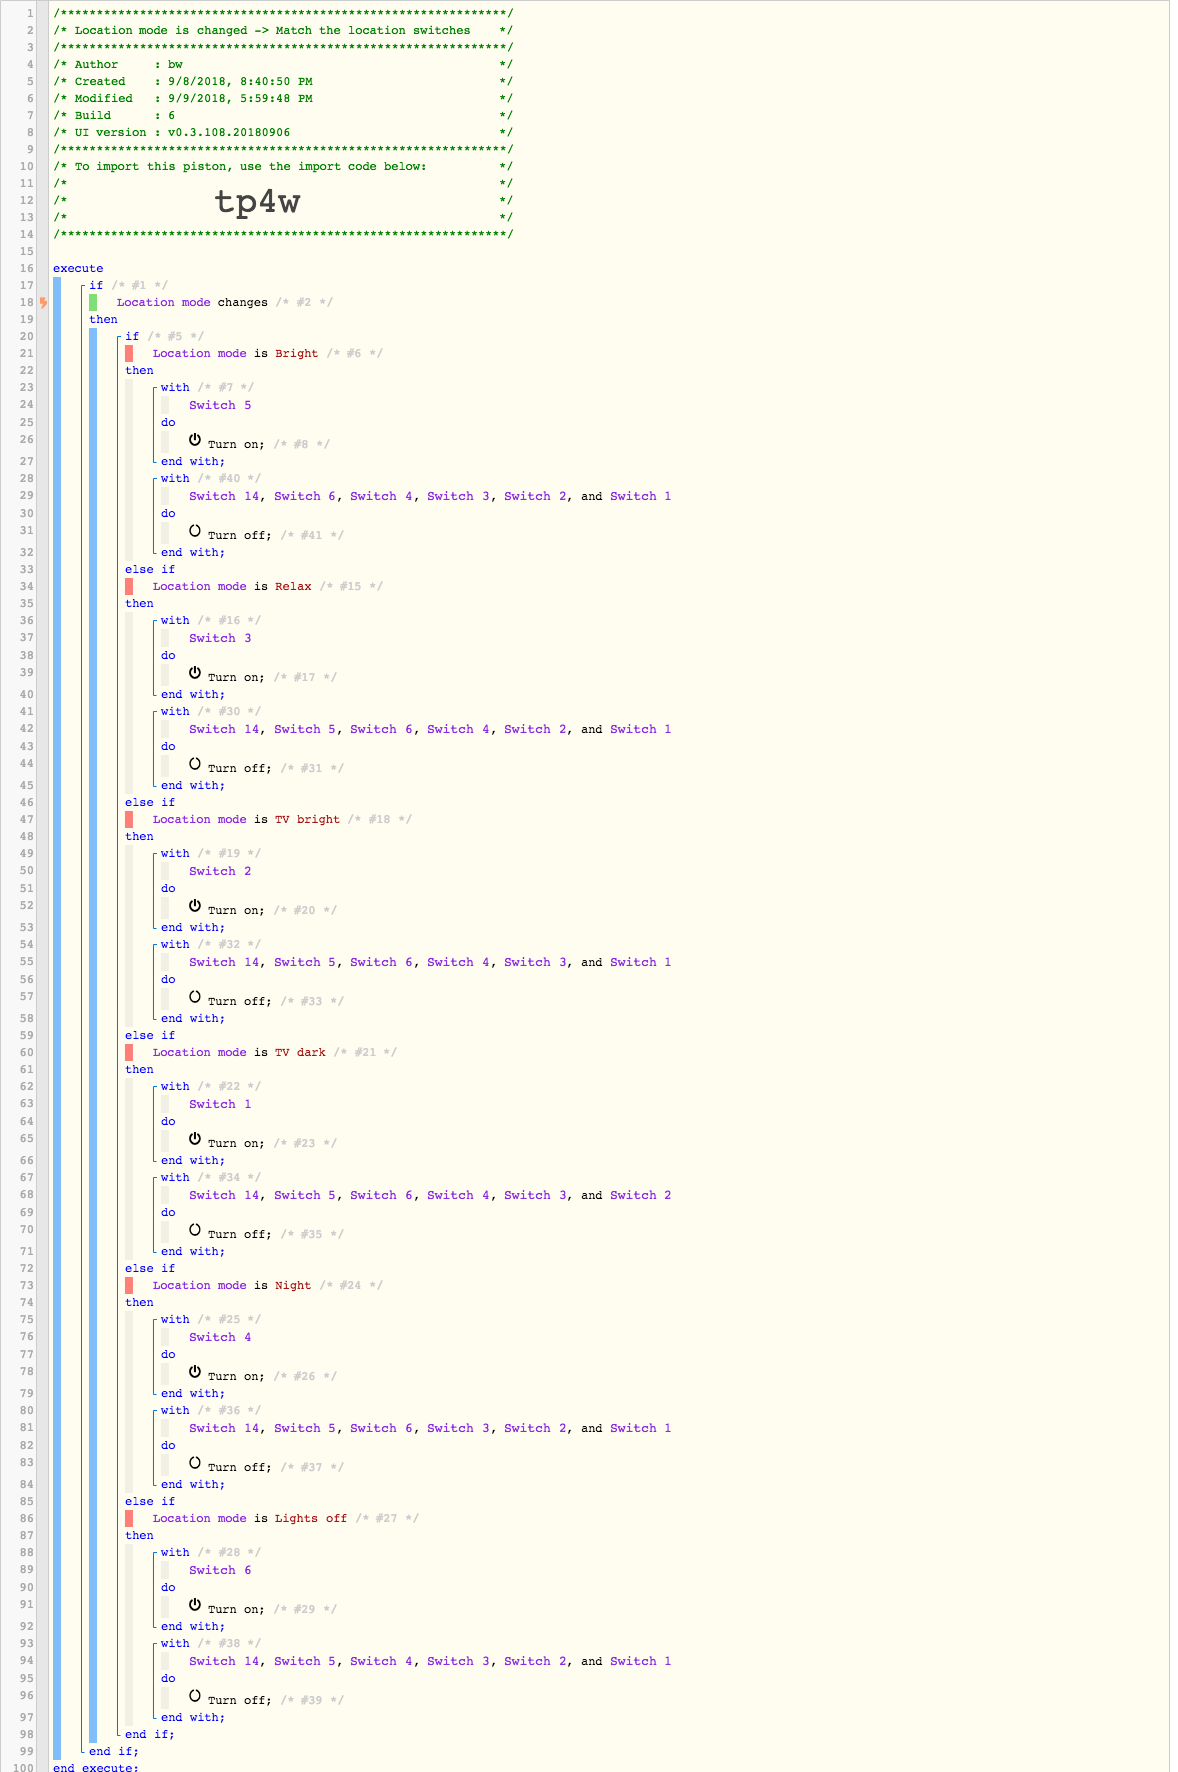 1 /**************************************************************/
2 /* Location mode is changed -> Match the location switches    */
3 /**************************************************************/
4 /* Author     : bw                                            */
5 /* Created    : 9/8/2018, 8:40:50 PM                          */
6 /* Modified   : 9/9/2018, 5:59:48 PM                          */
7 /* Build      : 6                                             */
8 /* UI version : v0.3.108.20180906                             */
9 /**************************************************************/
10 /* To import this piston, use the import code below:          */
11 /*                                                            */
12 /*                    tp4w                                    */
13 /*                                                            */
14 /**************************************************************/
15
16 execute
17 if /* #1 */
18 Location mode changes /* #2 */
19 then
20 if /* #5 */
21 Location mode is Bright /* #6 */
22 then
23 with /* #7 */
24 Switch 5
25 do
26 Turn on; /* #8 */
27 end with;
28 with /* #40 */
29 Switch 14, Switch 6, Switch 4, Switch 3, Switch 2, and Switch 1
30 do
31 Turn off; /* #41 */
32 end with;
33 else if
34 Location mode is Relax /* #15 */
35 then
36 with /* #16 */
37 Switch 3
38 do
39 Turn on; /* #17 */
40 end with;
41 with /* #30 */
42 Switch 14, Switch 5, Switch 6, Switch 4, Switch 2, and Switch 1
43 do
44 Turn off; /* #31 */
45 end with;
46 else if
47 Location mode is TV bright /* #18 */
48 then
49 with /* #19 */
50 Switch 2
51 do
52 Turn on; /* #20 */
53 end with;
54 with /* #32 */
55 Switch 14, Switch 5, Switch 6, Switch 4, Switch 3, and Switch 1
56 do
57 Turn off; /* #33 */
58 end with;
59 else if
60 Location mode is TV dark /* #21 */
61 then
62 with /* #22 */
63 Switch 1
64 do
65 Turn on; /* #23 */
66 end with;
67 with /* #34 */
68 Switch 14, Switch 5, Switch 6, Switch 4, Switch 3, and Switch 2
69 do
70 Turn off; /* #35 */
71 end with;
72 else if
73 Location mode is Night /* #24 */
74 then
75 with /* #25 */
76 Switch 4
77 do
78 Turn on; /* #26 */
79 end with;
80 with /* #36 */
81 Switch 14, Switch 5, Switch 6, Switch 3, Switch 2, and Switch 1
82 do
83 Turn off; /* #37 */
84 end with;
85 else if
86 Location mode is Lights off /* #27 */
87 then
88 with /* #28 */
89 Switch 6
90 do
91 Turn on; /* #29 */
92 end with;
93 with /* #38 */
94 Switch 14, Switch 5, Switch 4, Switch 3, Switch 2, and Switch 1
95 do
96 Turn off; /* #39 */
97 end with;
98 end if;
99 end if;
100 end execute;